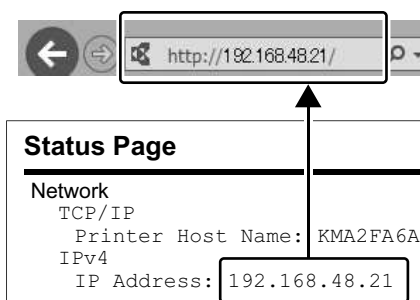 http://192.168.48.21/
Status Page
Network
TCP/IP
Printer Host Name: KMA2FA6A
IPv4
IP Address: 192.168.48.21